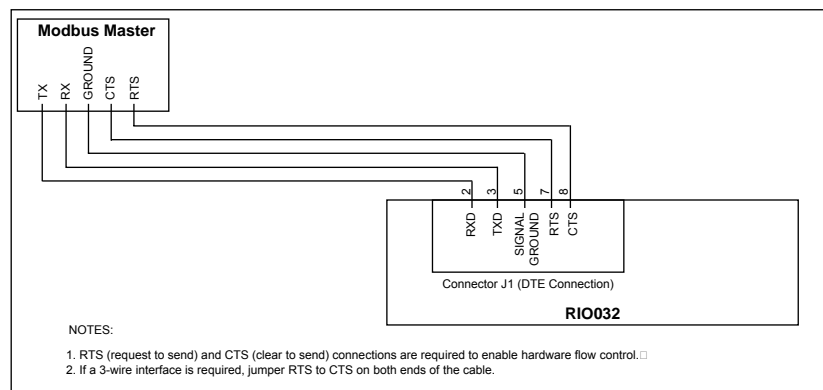 Modbus Master
TX
RX
GROUND
CTS
RTS
2
3
5
7
8
RXD
TXD
SIGNAL
GROUND
RTS
CTS
Connector J1 (DTE Connection)
RIO032
NOTES:
1. RTS (request to send) and CTS (clear to send) connections are required to enable hardware flow control.□
2. If a 3-wire interface is required, jumper RTS to CTS on both ends of the cable.